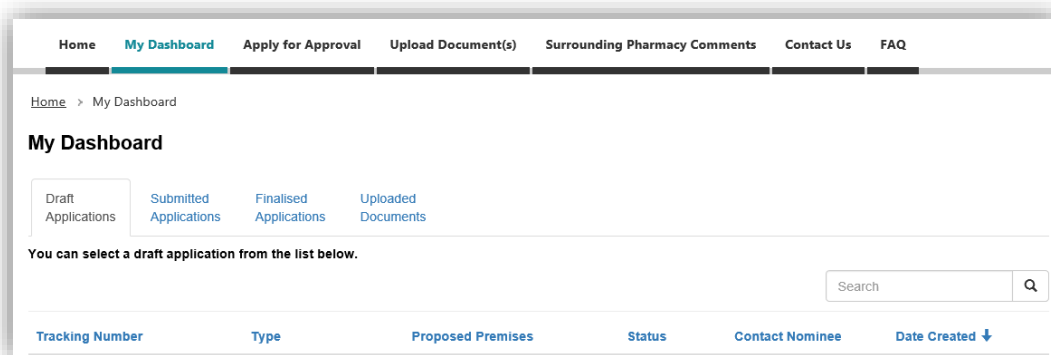 Home My Dashboard Apply for Approval Upload Document(s) Surrounding Pharmacy Comments Contact Us FAQ
Home > My Dashboard
My Dashboard
Draft Applications
Submitted Applications
Finalised Applications
Uploaded Documents
You can select a draft application from the list below.
Search
Tracking Number Type Proposed Premises Status Contact Nominee Date Created